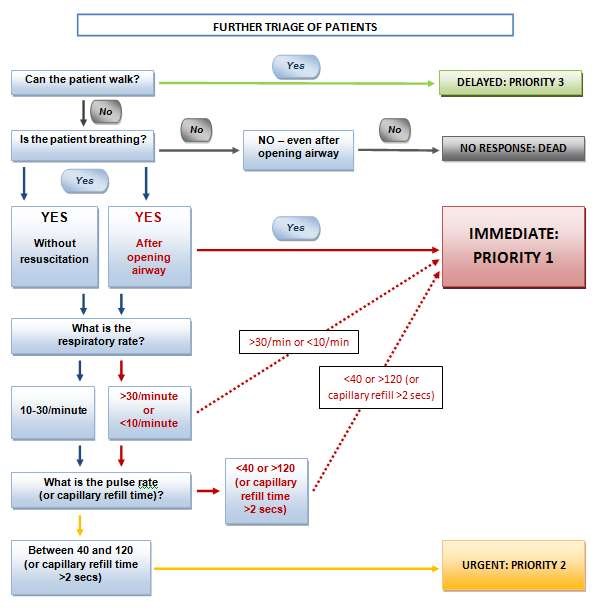 FURTHER TRIAGE OF PATIENTS
Can the patient walk?
Yes
DELAYED: PRIORITY 3
No
Is the patient breathing?
No
NO – even after
opening airway
No
NO RESPONSE: DEAD
Yes
YES
Without
resuscitation
YES
After
opening
airway
Yes
IMMEDIATE:
PRIORITY 1
What is the
respiratory rate?
>30/min or <10/min
10-30/minute
>30/minute
or
<10/minute
<40 or >120 (or
capillary refill >2 secs)
What is the pulse rate
(or capillary refill time)?
<40 or >120
(or capillary
refill time
>2 secs)
Between 40 and 120
(or capillary refill time
>2 secs)
URGENT: PRIORITY 2